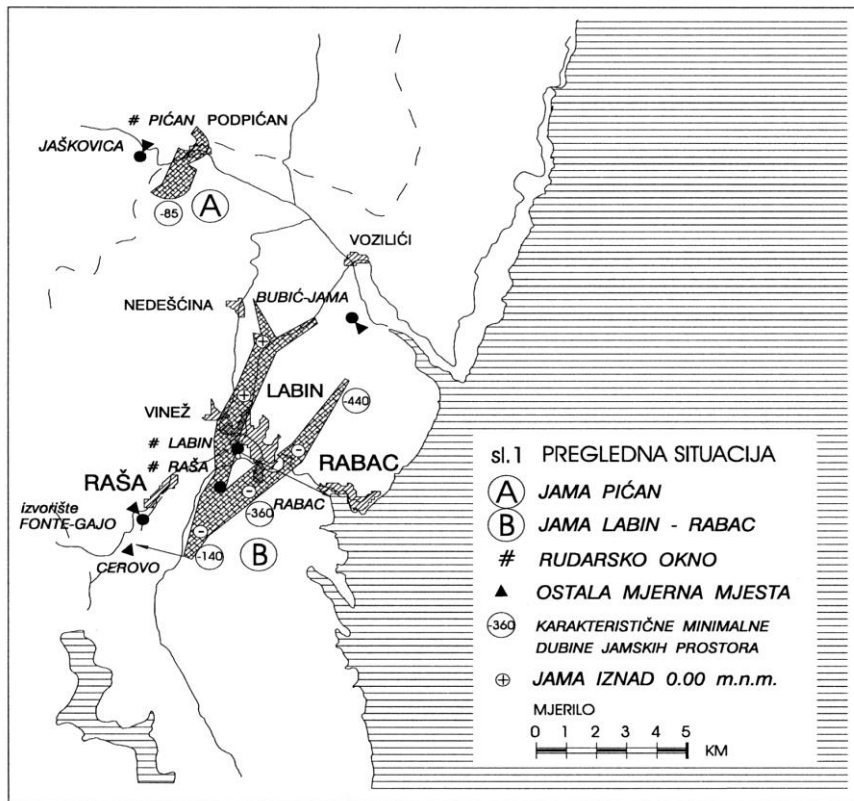 # PIĆAN PODPIĆAN
JAŠKOVICA
-85
A
VOZILIĆI
NEDEŠĆINA
BUBIĆ-JAMA
LABIN
-440
VINEŽ
# LABIN
# RAŠA
RABAC
RAŠA
izvorište
FONTE-GAJO
-360
RABAC
-140
B
CEROVO
sl.1 PREGLEDNA SITUACIJA
A JAMA PIĆAN
B JAMA LABIN - RABAC
# RUDARSKO OKNO
▲ OSTALA MJERNA MJESTA
-360 KARAKTERISTIČNE MINIMALNE
DUBINE JAMSKIH PROSTORA
⊕ JAMA IZNAD 0.00 m.n.m.
MJERILO
0 1 2 3 4 5
KM